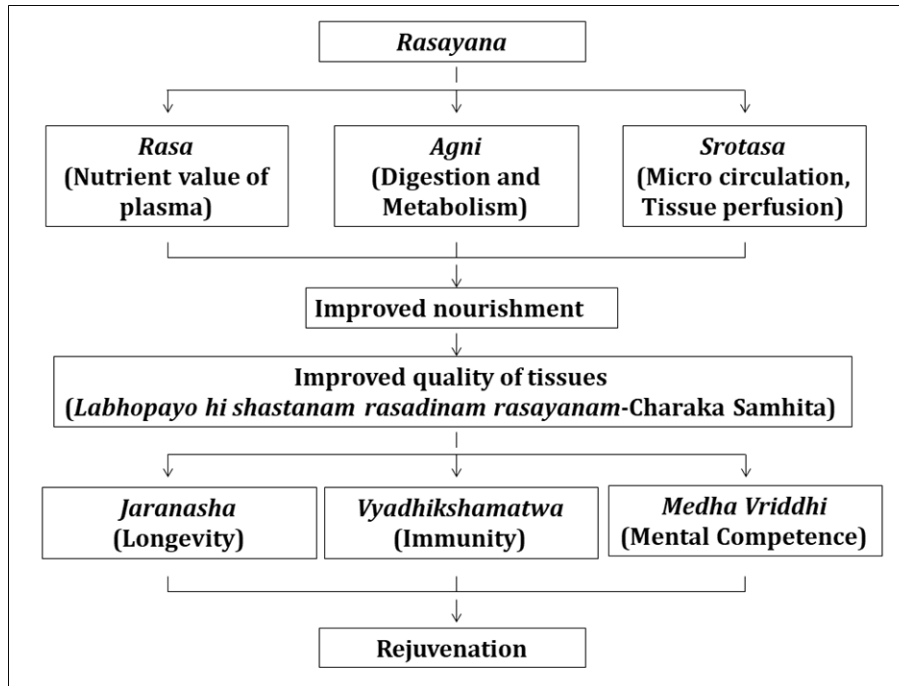 Rasayana
Rasa
(Nutrient value of
plasma)
Agni
(Digestion and
Metabolism)
Srotasa
(Micro circulation,
Tissue perfusion)
Improved nourishment
Improved quality of tissues
(Labhopayo hi shastanam rasadinam rasayanam-Charaka Samhita)
Jaranasha
(Longevity)
Vyadhikshamatwa
(Immunity)
Medha Vriddhi
(Mental Competence)
Rejuvenation